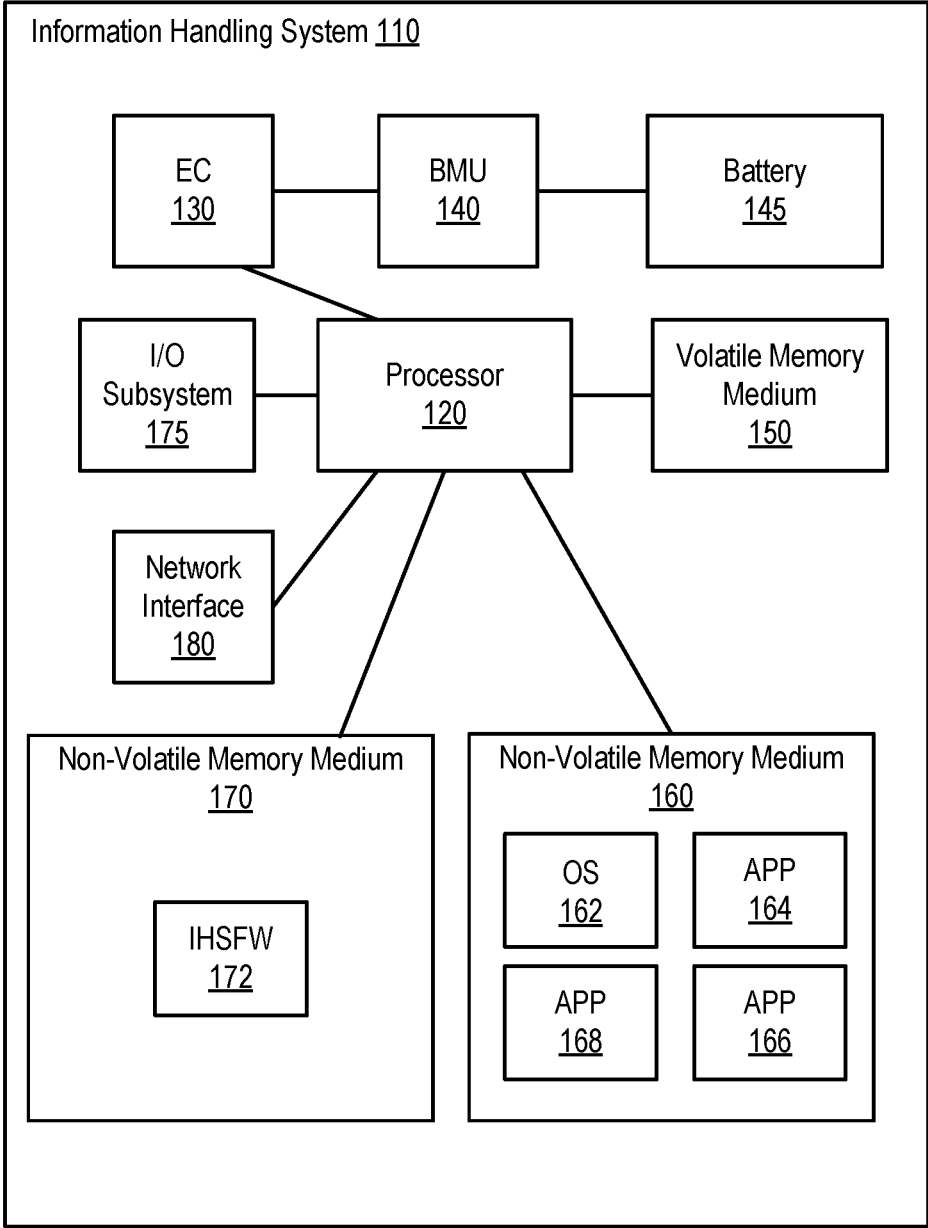 Information Handling System 110
EC
130
BMU
140
Battery
145
I/O
Subsystem
175
Processor
120
Volatile Memory
Medium
150
Network
Interface
180
Non-Volatile Memory Medium
170
IHSFW
172
Non-Volatile Memory Medium
160
OS
162
APP
164
APP
168
APP
166